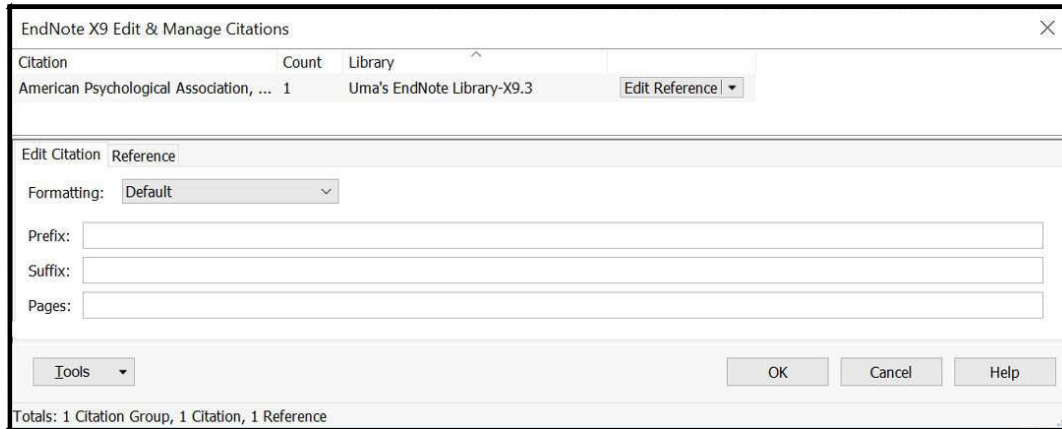 EndNote X9 Edit & Manage Citations
Citation Count Library
American Psychological Association, ... 1 Uma's EndNote Library-X9.3 Edit Reference
Edit Citation Reference
Formatting: Default
Prefix:
Suffix:
Pages:
Tools OK Cancel Help
Totals: 1 Citation Group, 1 Citation, 1 Reference